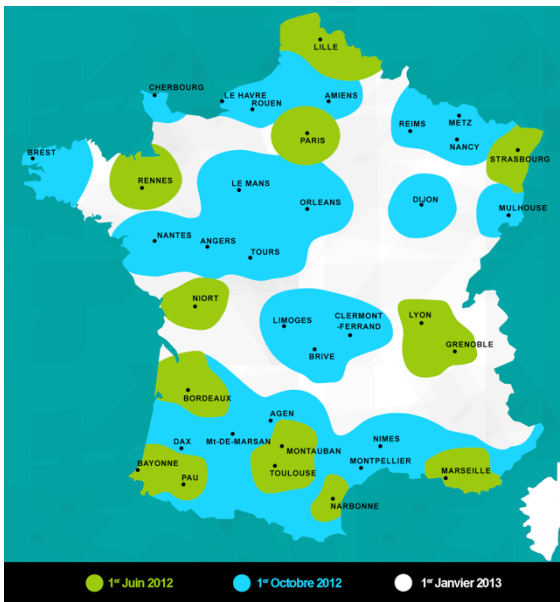 LILLE
CHERBOURG
LE HAVRE
ROUEN
AMIENS
REIMS
METZ
NANCY
PARIS
BREST
STRASBOURG
RENNES
LE MANS
ORLEANS
DIJON
MULHOUSE
NANTES
ANGERS
TOURS
NIORT
LIMOGES
CLERMONT
-FERRAND
BRIVE
LYON
GRENOBLE
BORDEAUX
AGEN
DAX
Mt-DE-MARSAN
MONTAUBAN
NIMES
BAYONNE
PAU
TOULOUSE
MONTPELLIER
MARSEILLE
NARBONNE
1er Juin 2012
1er Octobre 2012
1er Janvier 2013